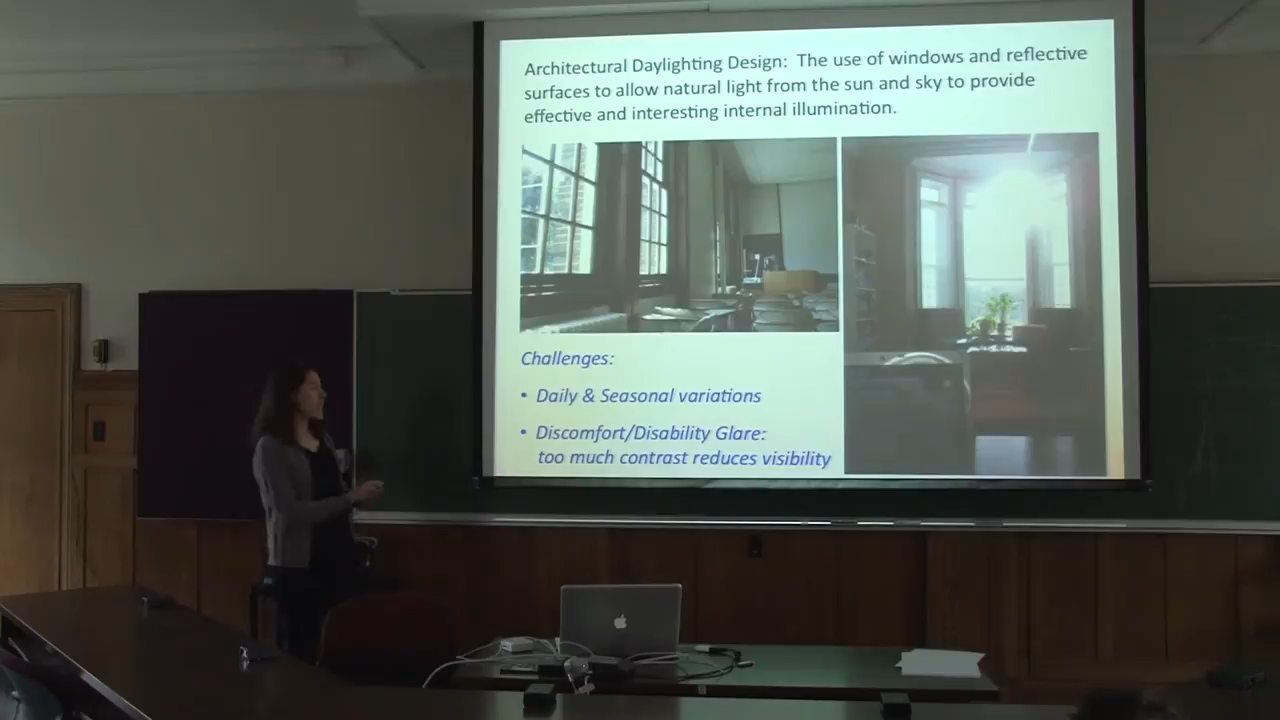 Architectural Daylighting Design: The use of windows and reflective
surfaces to allow natural light from the sun and sky to provide
effective and interesting internal illumination.
Challenges:
• Daily & Seasonal variations
• Discomfort/Disability Glare:
too much contrast reduces visibility